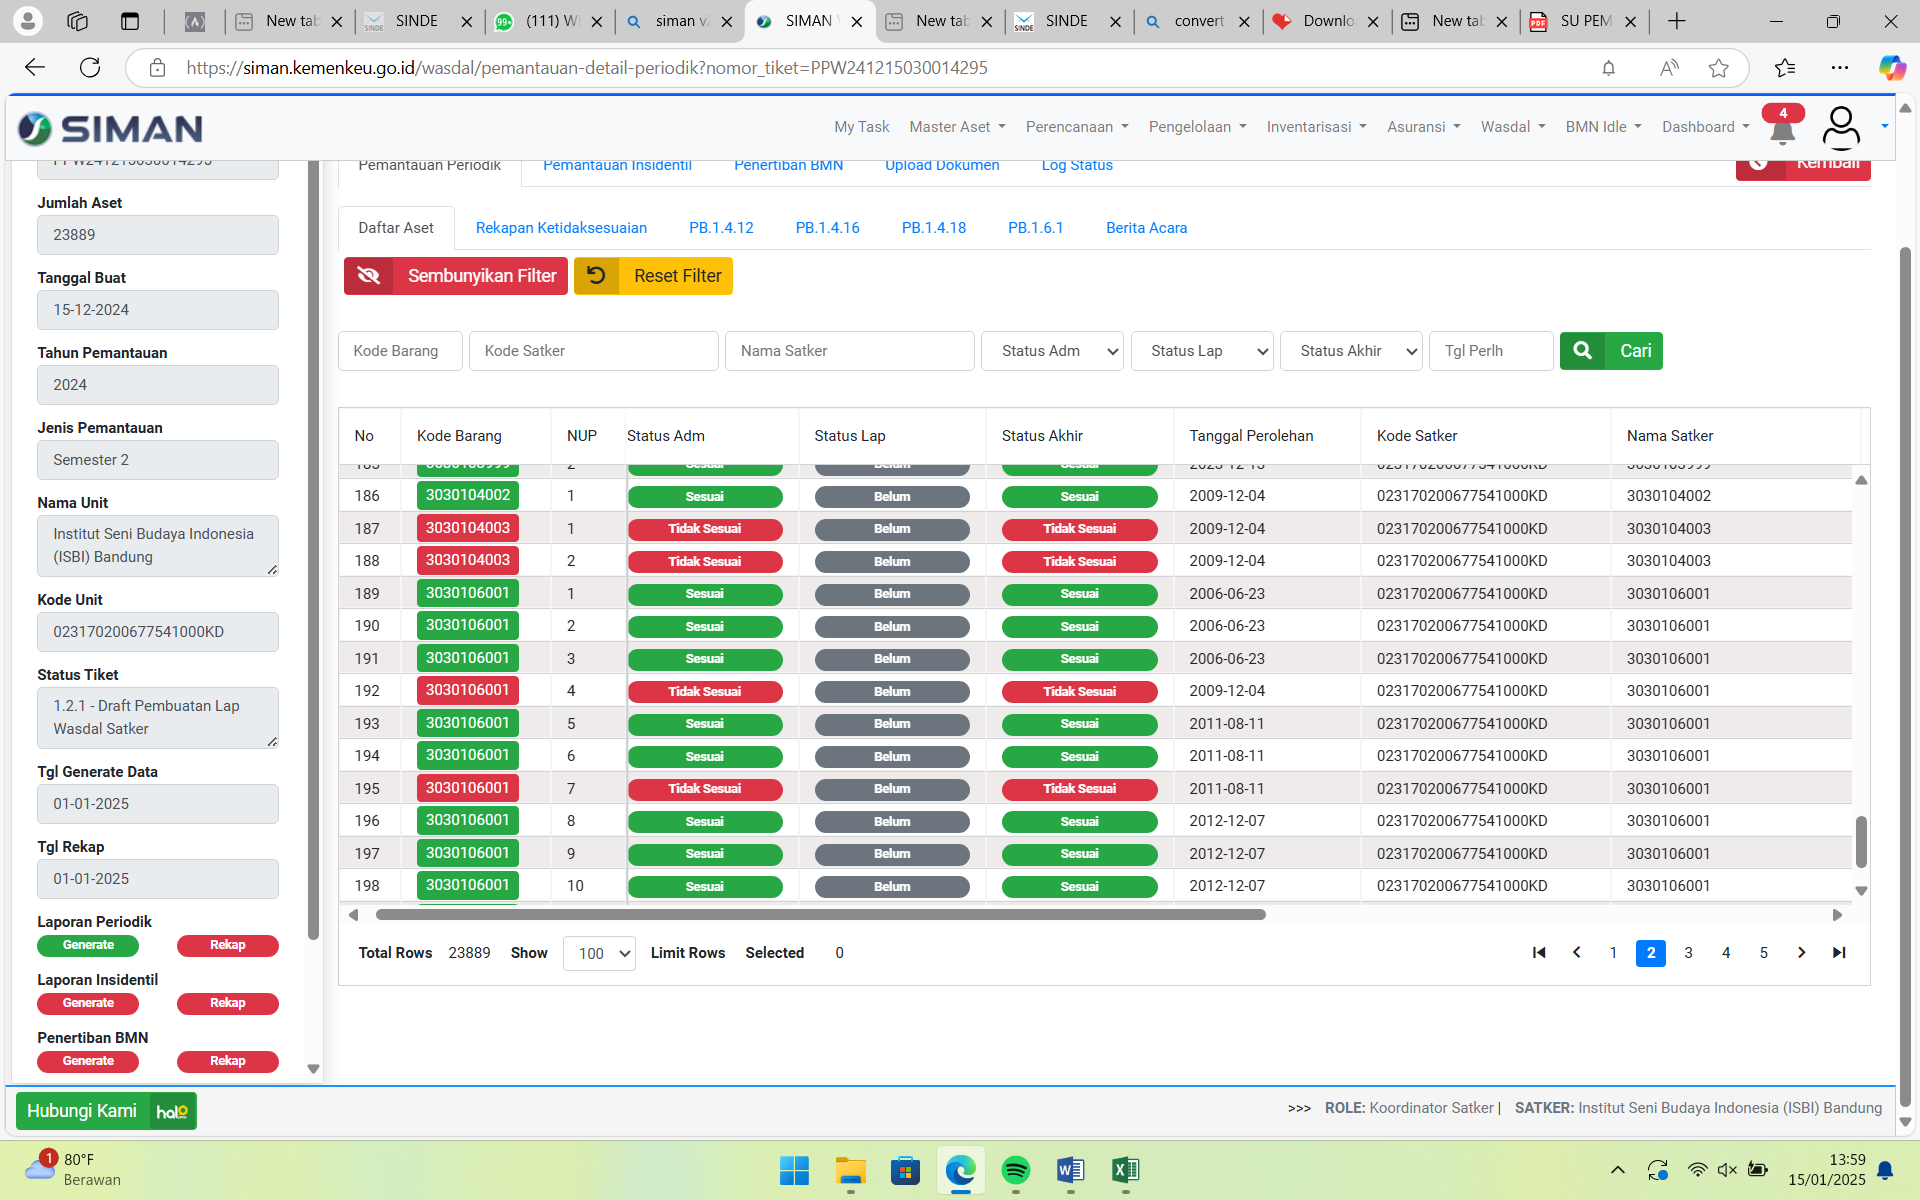 New tab
SINDE
(111) W
siman v2
SIMAN V
New tab
SINDE
convert
Downlo
New tab
SU PEM
https://siman.kemenkeu.go.id/wasdal/pemantauan-detail-periodik?nomor_tiket=PPW241215030014295
SIMAN
My Task Master Aset Perencanaan Pengelolaan Inventarisasi Asuransi Wasdal BMN Idle Dashboard 4
PPW241215030014295
Jumlah Aset
23889
Tanggal Buat
15-12-2024
Tahun Pemantauan
2024
Jenis Pemantauan
Semester 2
Nama Unit
Institut Seni Budaya Indonesia
(ISBI) Bandung
Kode Unit
023170200677541000KD
Status Tiket
1.2.1 - Draft Pembuatan Lap
Wasdal Satker
Tgl Generate Data
01-01-2025
Tgl Rekap
01-01-2025
Laporan Periodik
Generate Rekap
Laporan Insidentil
Generate Rekap
Penertiban BMN
Generate Rekap
Pemantauan Periodik Pemantauan Insidentil Penertiban BMN Upload Dokumen Log Status Kembali
Daftar Aset Rekapan Ketidaksesuaian PB.1.4.12 PB.1.4.16 PB.1.4.18 PB.1.6.1 Berita Acara
Sembunyikan Filter Reset Filter
Kode Barang Kode Satker Nama Satker Status Adm Status Lap Status Akhir Tgl Perlh Cari
No Kode Barang NUP Status Adm Status Lap Status Akhir Tanggal Perolehan Kode Satker Nama Satker
185 3030103999 2 Sesuai Belum Sesuai 2023-12-13 023170200677541000KD 3030103999
186 3030104002 1 Sesuai Belum Sesuai 2009-12-04 023170200677541000KD 3030104002
187 3030104003 1 Tidak Sesuai Belum Tidak Sesuai 2009-12-04 023170200677541000KD 3030104003
188 3030104003 2 Tidak Sesuai Belum Tidak Sesuai 2009-12-04 023170200677541000KD 3030104003
189 3030106001 1 Sesuai Belum Sesuai 2006-06-23 023170200677541000KD 3030106001
190 3030106001 2 Sesuai Belum Sesuai 2006-06-23 023170200677541000KD 3030106001
191 3030106001 3 Sesuai Belum Sesuai 2006-06-23 023170200677541000KD 3030106001
192 3030106001 4 Tidak Sesuai Belum Tidak Sesuai 2009-12-04 023170200677541000KD 3030106001
193 3030106001 5 Sesuai Belum Sesuai 2011-08-11 023170200677541000KD 3030106001
194 3030106001 6 Sesuai Belum Sesuai 2011-08-11 023170200677541000KD 3030106001
195 3030106001 7 Tidak Sesuai Belum Tidak Sesuai 2011-08-11 023170200677541000KD 3030106001
196 3030106001 8 Sesuai Belum Sesuai 2012-12-07 023170200677541000KD 3030106001
197 3030106001 9 Sesuai Belum Sesuai 2012-12-07 023170200677541000KD 3030106001
198 3030106001 10 Sesuai Belum Sesuai 2012-12-07 023170200677541000KD 3030106001
Total Rows 23889 Show 100 Limit Rows Selected 0
1 2 3 4 5
Hubungi Kami halo
>>> ROLE: Koordinator Satker | SATKER: Institut Seni Budaya Indonesia (ISBI) Bandung
1
80°F
Berawan
13:59
15/01/2025